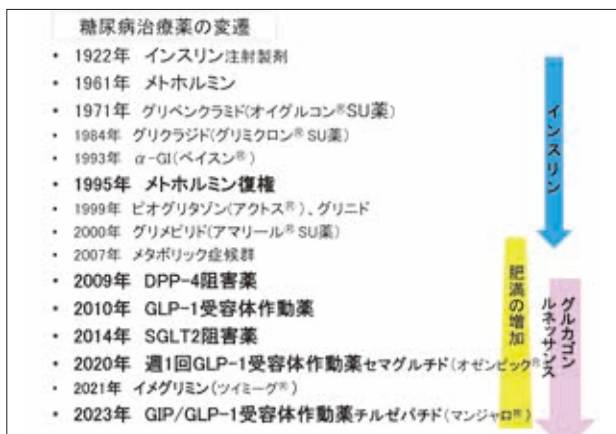 糖尿病治療薬の変遷
• 1922年 インスリン注射製剤
• 1961年 メトホルミン
• 1971年 グリベンクラミド(オイグルコン®SU薬)
• 1984年 グリクラジド(グリミクロン®SU薬)
• 1993年 α-GI(ベイスン®)
• 1995年 メトホルミン復権
• 1999年 ピオグリタゾン(アクトス®)、グリニド
• 2000年 グリメピリド(アマリール®SU薬)
• 2007年 メタボリック症候群
• 2009年 DPP-4阻害薬
• 2010年 GLP-1受容体作動薬
• 2014年 SGLT2阻害薬
• 2020年 週1回GLP-1受容体作動薬セマグルチド(オゼンピック®
• 2021年 イメグリミン(ツイミーグ®)
• 2023年 GIP/GLP-1受容体作動薬チルゼパチド(マンジャロ®)
インスリン
肥満の増加
グルカゴン
ルネッサンス